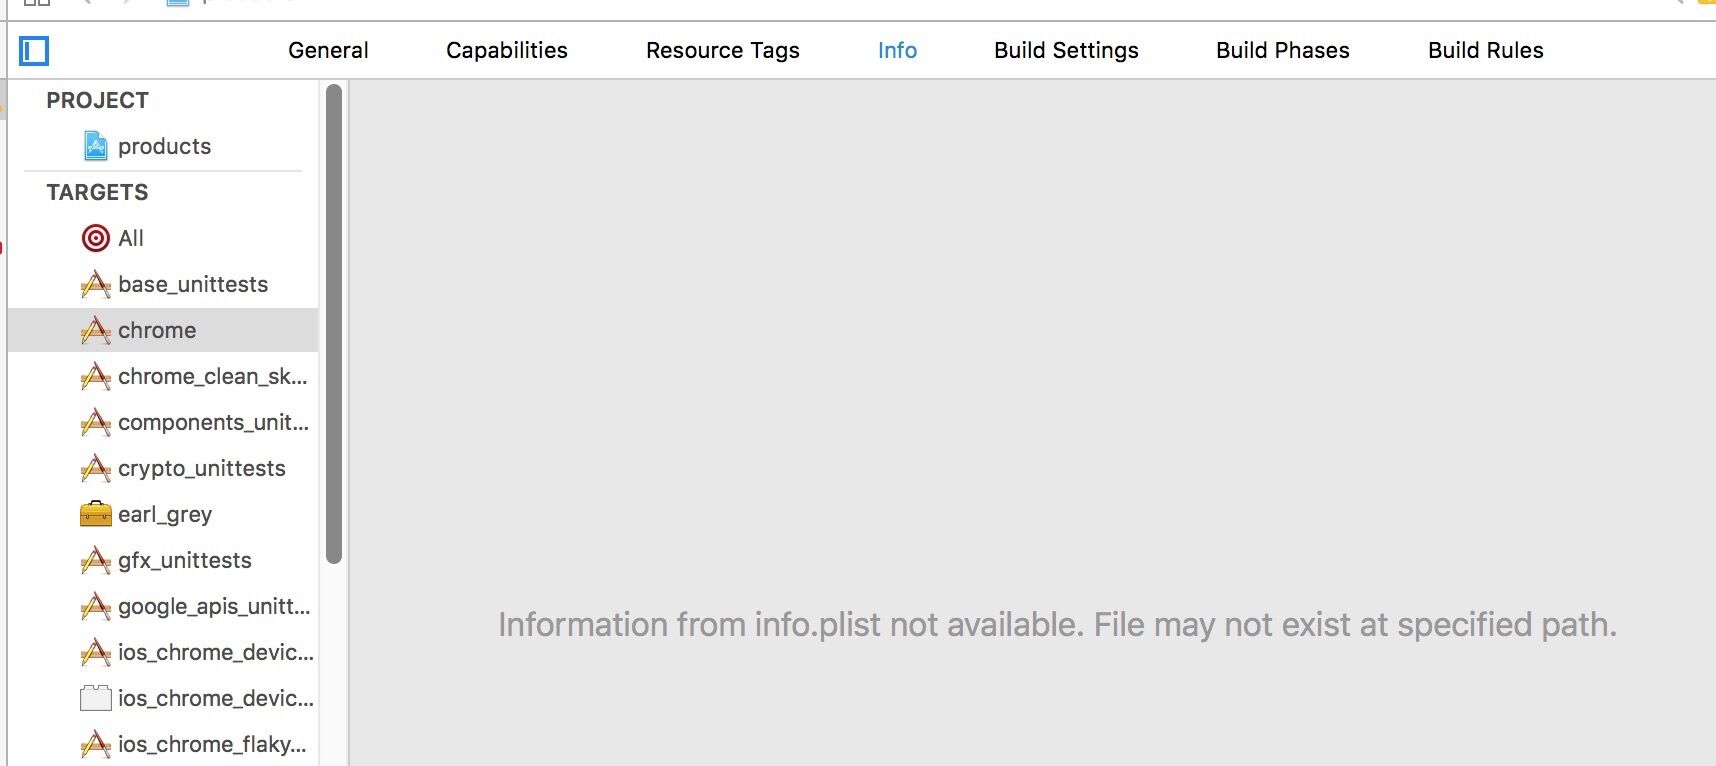 General Capabilities Resource Tags Info Build Settings Build Phases Build Rules
PROJECT
products
TARGETS
All
base_unittests
chrome
chrome_clean_sk...
components_unit...
crypto_unittests
earl_grey
gfx_unittests
google_apis_unitt...
Information from info.plist not available. File may not exist at specified path.
ios_chrome_devic...
ios_chrome_devic...
ios_chrome_flaky...